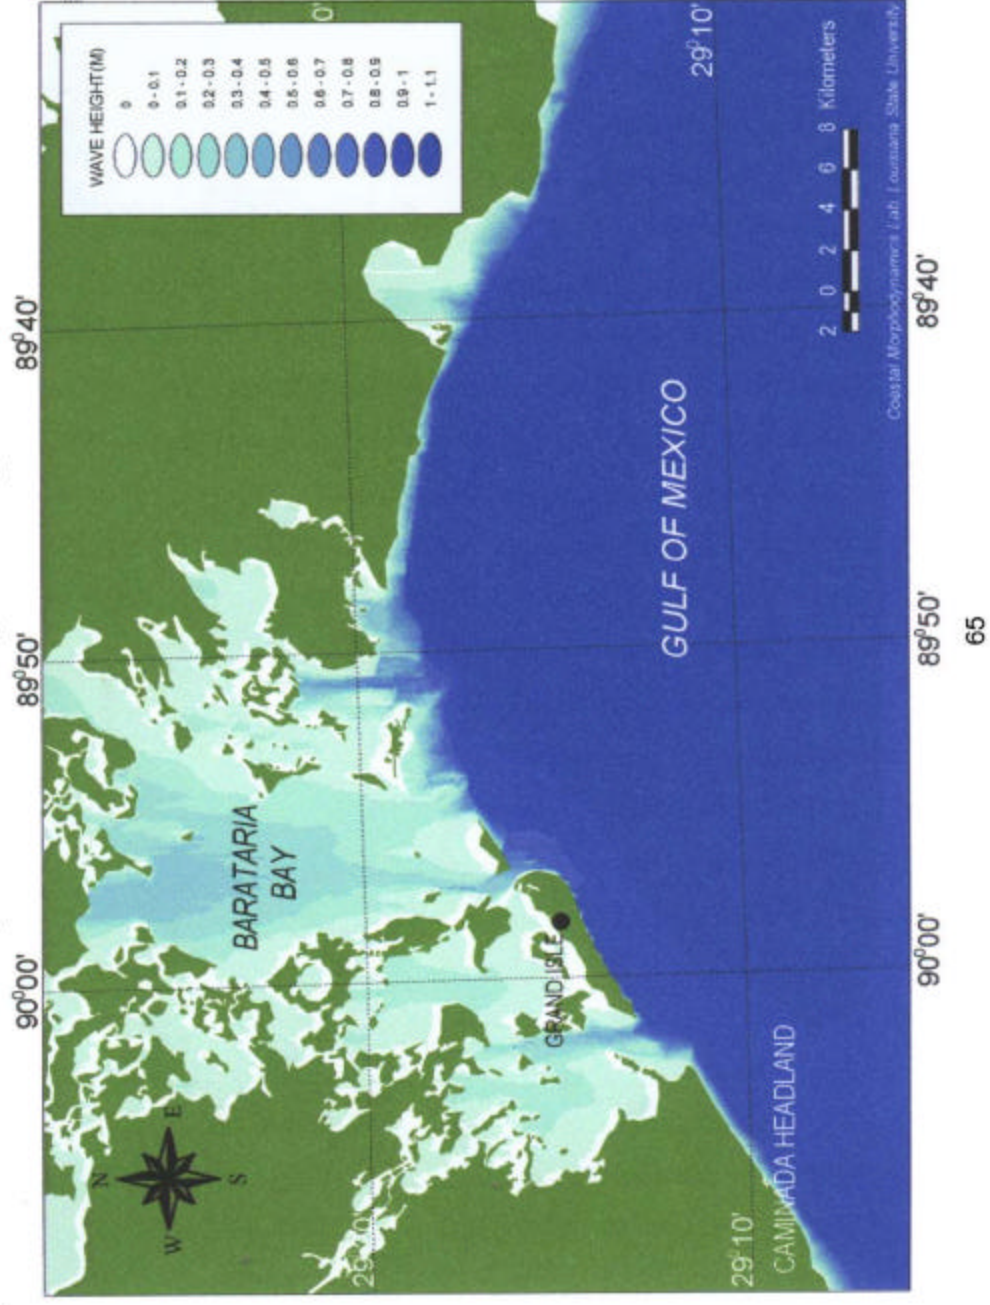 89°40'
89°50'
90°00'
WAVE HEIGHT(M)
0
0 - 0.1
0.1 - 0.2
0.2 - 0.3
0.3 - 0.4
0.4 - 0.5
0.5 - 0.6
0.6 - 0.7
0.7 - 0.8
0.8 - 0.9
0.9 - 1
1 - 1.1
N
W
E
S
BARATARIA
BAY
GRAND ISLE
GULF OF MEXICO
CAMINADA HEADLAND
29°10'
29°10'
2 0 2 4 6 8 Kilometers
Coastal Morphodynamics Lab, Louisiana State University
90°00'
89°50'
89°40'
65